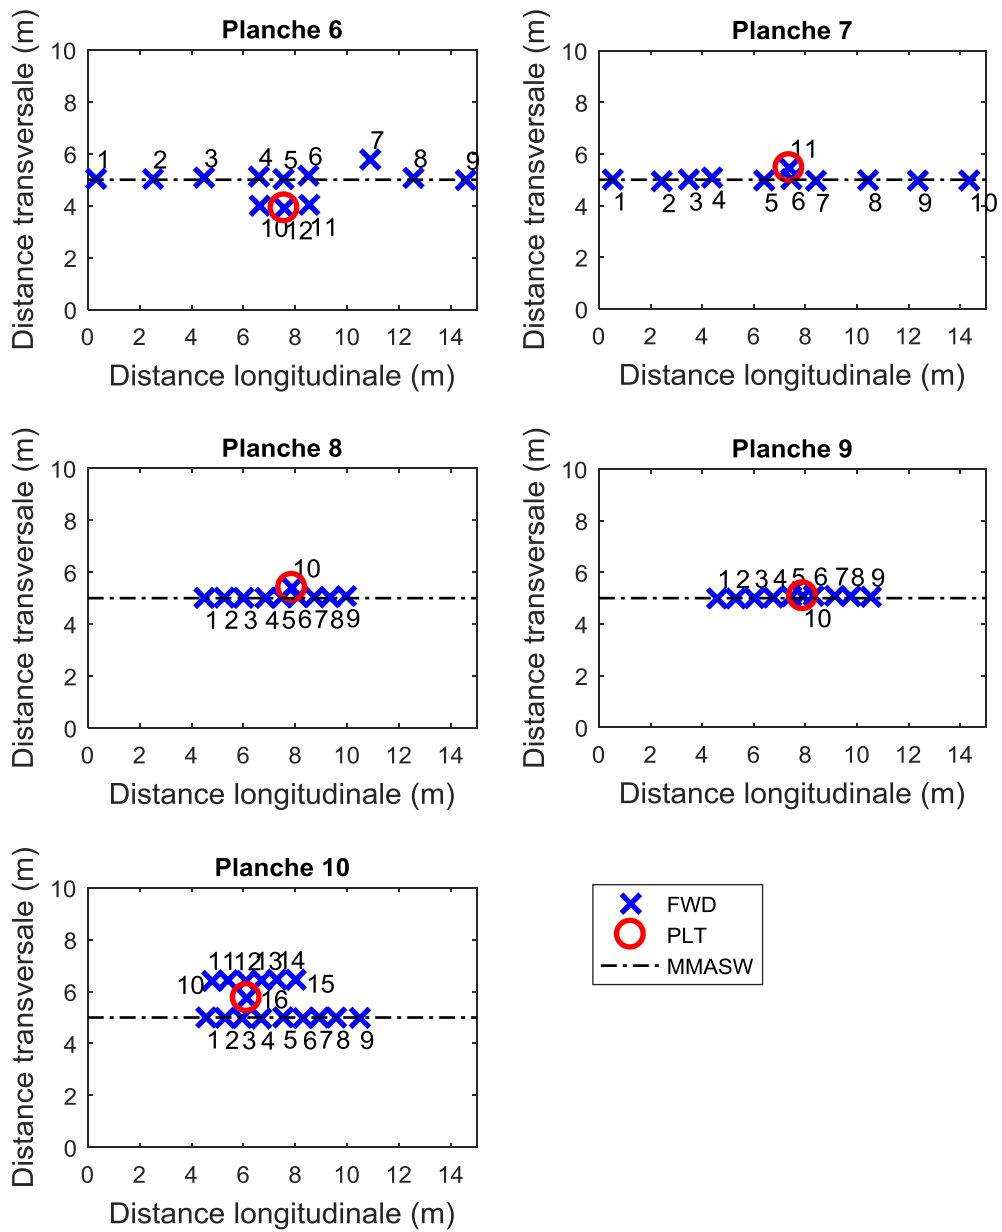 Planche 6
Distance transversale (m)
10
8
6
4
2
0
1 2 3 4 5 6 7 8 9
10 12 11
0 2 4 6 8 10 12 14
Distance longitudinale (m)
Planche 7
Distance transversale (m)
10
8
6
4
2
0
11
1 2 3 4 5 6 7 8 9 10
0 2 4 6 8 10 12 14
Distance longitudinale (m)
Planche 8
Distance transversale (m)
10
8
6
4
2
0
10
1 2 3 4 5 6 7 8 9
0 2 4 6 8 10 12 14
Distance longitudinale (m)
Planche 9
Distance transversale (m)
10
8
6
4
2
0
1 2 3 4 5 6 7 8 9
10
0 2 4 6 8 10 12 14
Distance longitudinale (m)
Planche 10
Distance transversale (m)
10
8
6
4
2
0
10 11 12 13 14 15
16
1 2 3 4 5 6 7 8 9
0 2 4 6 8 10 12 14
Distance longitudinale (m)
FWD
PLT
MMASW